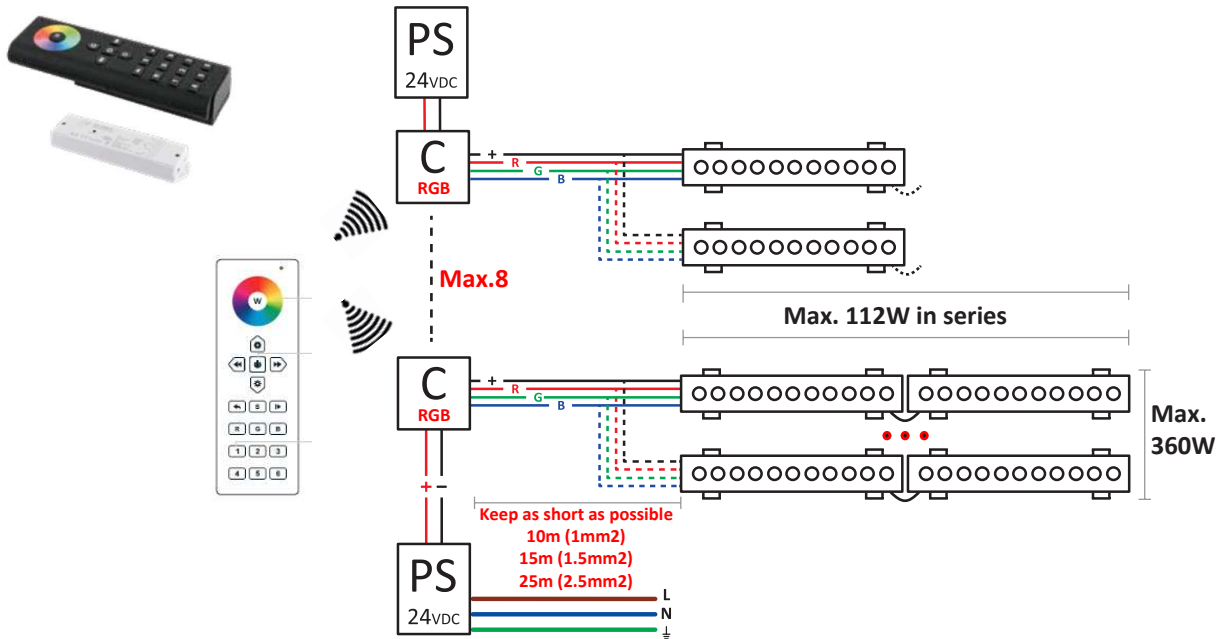 PS
24VDC
C
RGB
+
R
G
B
Max.8
W
S
R G B
1 2 3
4 5 6
Max. 112W in series
C
RGB
+
R
G
B
Max.
360W
+ –
Keep as short as possible
10m (1mm2)
15m (1.5mm2)
25m (2.5mm2)
PS
24VDC
L
N